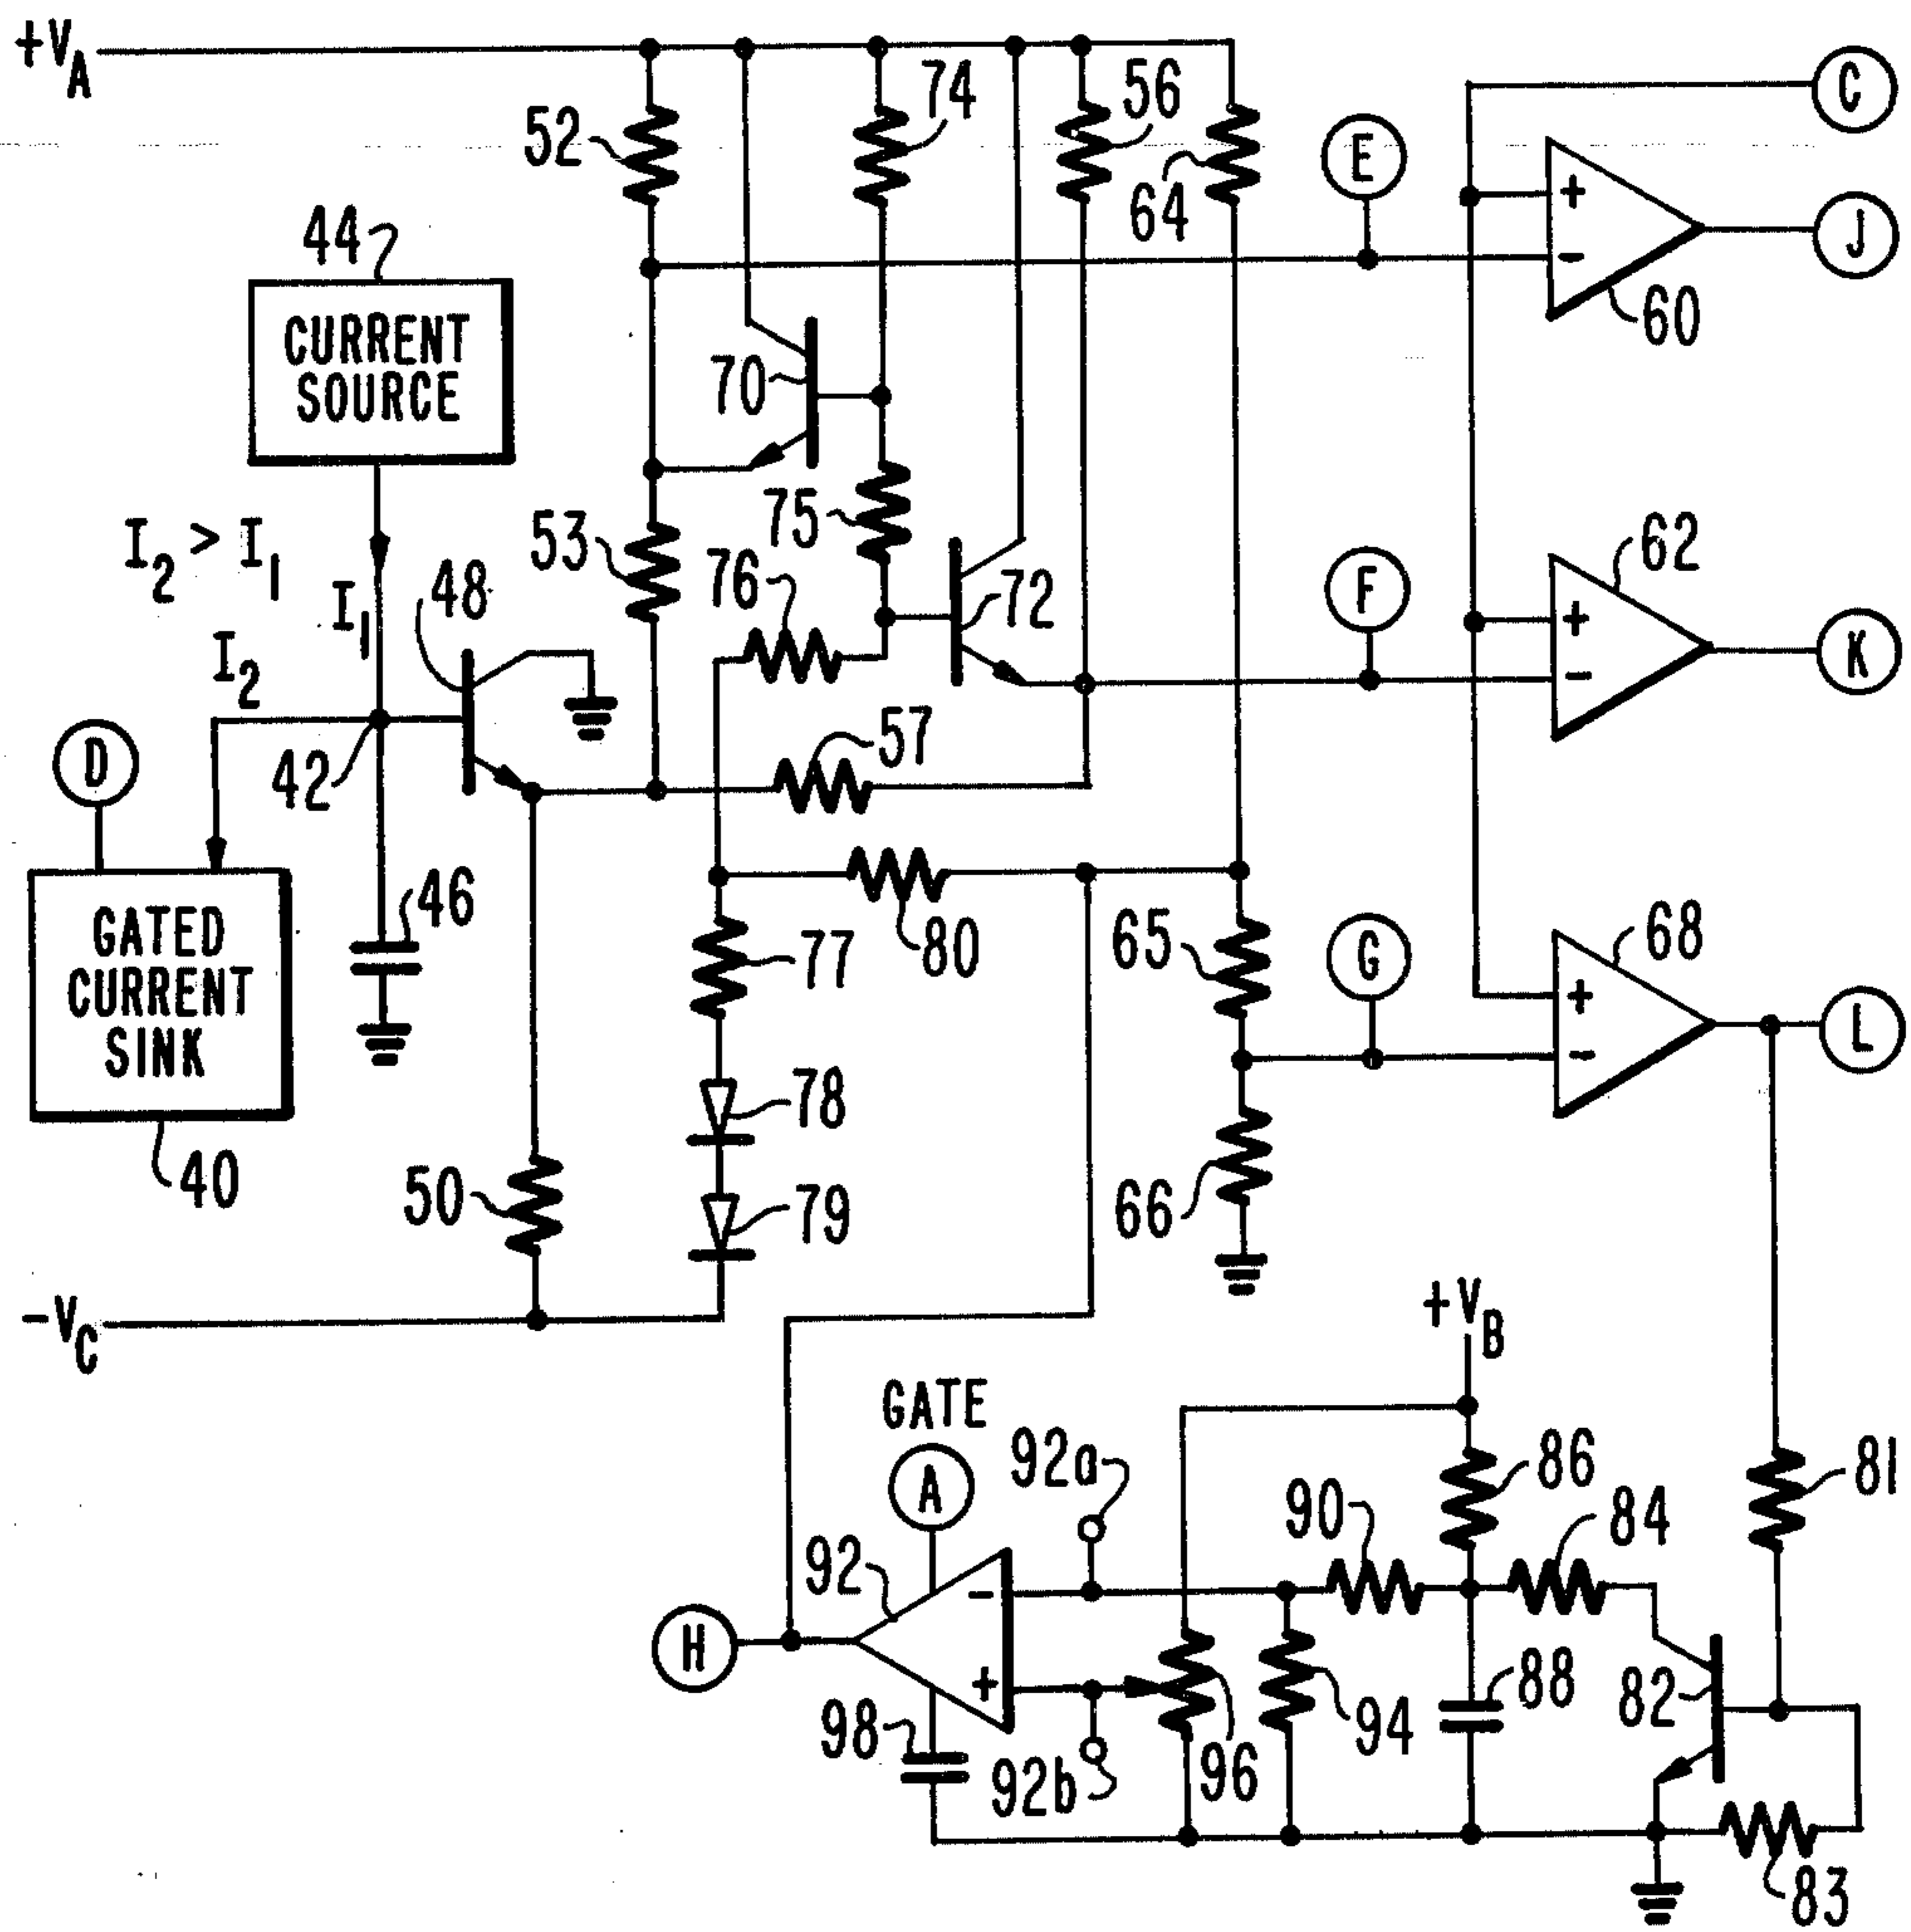 +VA
52
74
56
64
E
C
J
60
44
CURRENT
SOURCE
70
I2 > I1
I1
I2
48
53
75
76
72
F
62
K
D
42
57
GATED
CURRENT
SINK
40
46
77
80
65
G
68
L
50
78
79
66
-VC
+VB
GATE
A
92a
92
90
86
84
81
H
98
92b
96
94
88
82
83
+
-
+
-
+
-
-
+